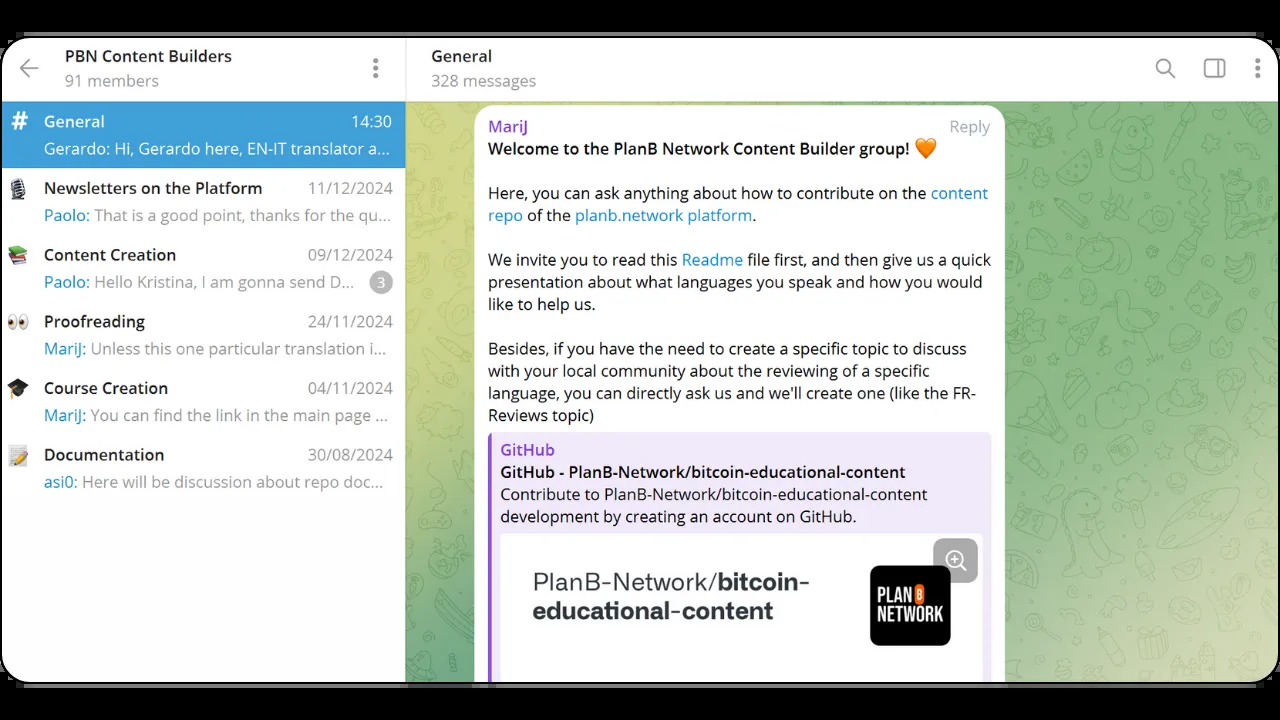 PBN Content Builders
91 members
General
14:30
Gerardo: Hi, Gerardo here, EN-IT translator a...
Newsletters on the Platform
11/12/2024
Paolo: That is a good point, thanks for the qu...
Content Creation
09/12/2024
Paolo: Hello Kristina, I am gonna send D...
3
Proofreading
24/11/2024
MariJ: Unless this one particular translation i...
Course Creation
04/11/2024
MariJ: You can find the link in the main page ...
Documentation
30/08/2024
asi0: Here will be discussion about repo doc...
General
328 messages
MariJ
Reply
Welcome to the PlanB Network Content Builder group! 🧡
Here, you can ask anything about how to contribute on the content
repo of the planb.network platform.
We invite you to read this Readme file first, and then give us a quick
presentation about what languages you speak and how you would
like to help us.
Besides, if you have the need to create a specific topic to discuss
with your local community about the reviewing of a specific
language, you can directly ask us and we'll create one (like the FR-
Reviews topic)
GitHub
GitHub - PlanB-Network/bitcoin-educational-content
Contribute to PlanB-Network/bitcoin-educational-content
development by creating an account on GitHub.
PlanB-Network/bitcoin-
educational-content
PLAN B
NETWORK